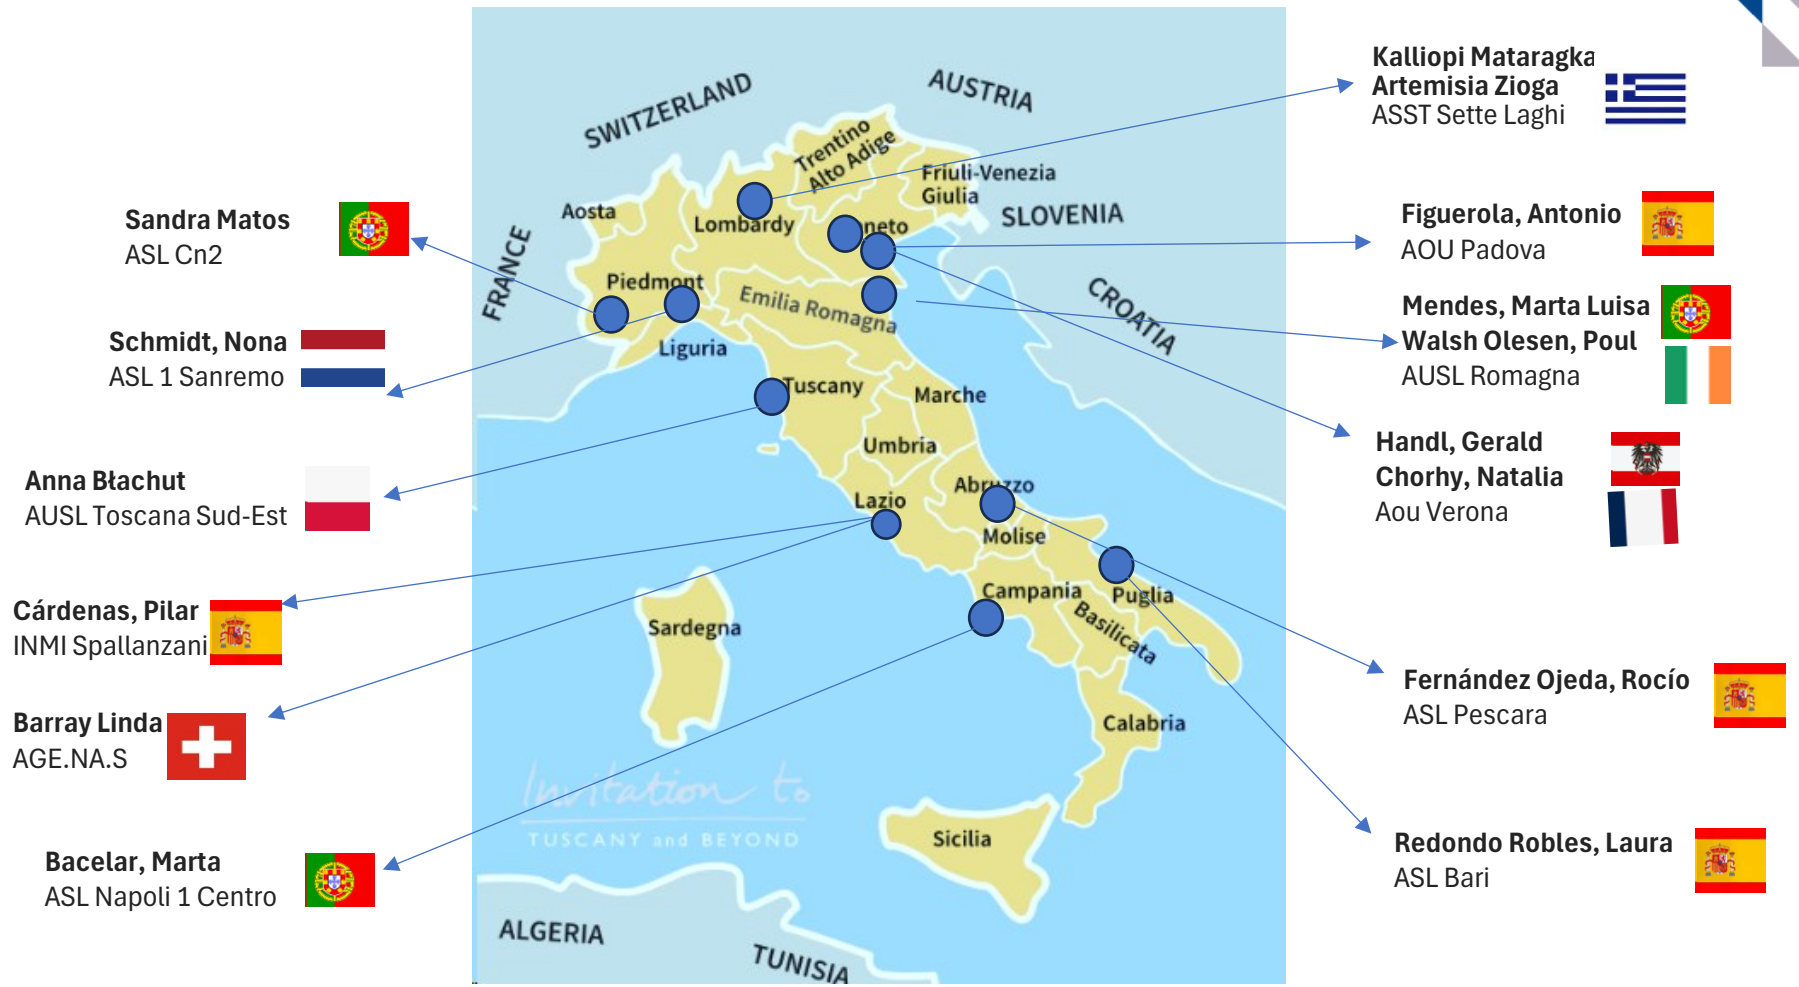 Sandra Matos
ASL Cn2
Schmidt, Nona
ASL 1 Sanremo
Anna Błachut
AUSL Toscana Sud-Est
Cárdenas, Pilar
INMI Spallanzani
Barray Linda
AGE.NA.S
Bacelar, Marta
ASL Napoli 1 Centro
SWITZERLAND
AUSTRIA
Trentino
Alto Adige
Friuli-Venezia
Giulia
Aosta
Lombardy
neto
SLOVENIA
FRANCE
Piedmont
Emilia Romagna
CROATIA
Liguria
Tuscany
Marche
Umbria
Abruzzo
Lazio
Molise
Campania
Puglia
Basilicata
Sardegna
Calabria
Invitation to
TUSCANY and BEYOND
Sicilia
ALGERIA
TUNISIA
Kalliopi Mataragka
Artemisia Zioga
ASST Sette Laghi
Figuerola, Antonio
AOU Padova
Mendes, Marta Luisa
Walsh Olesen, Poul
AUSL Romagna
Handl, Gerald
Chorhy, Natalia
Aou Verona
Fernández Ojeda, Rocío
ASL Pescara
Redondo Robles, Laura
ASL Bari